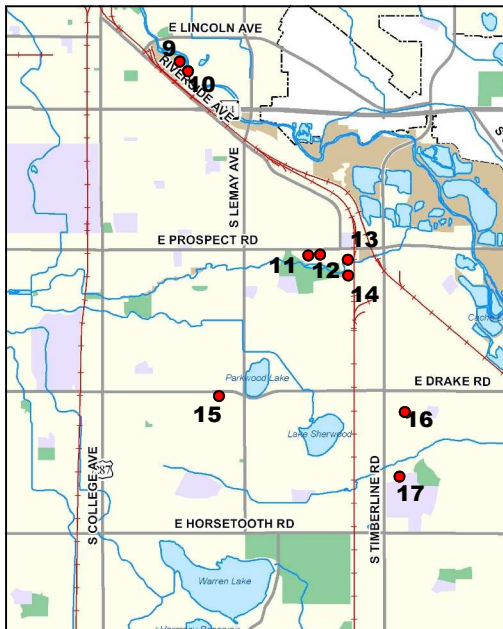 E LINCOLN AVE
9
10
RIVERSIDE AVE
S LEMAY AVE
E PROSPECT RD
11
12
13
14
Parkwood Lake
E DRAKE RD
15
16
Lake Sherwood
17
S COLLEGE AVE
S TIMBERLINE RD
E HORSETOOTH RD
Warren Lake